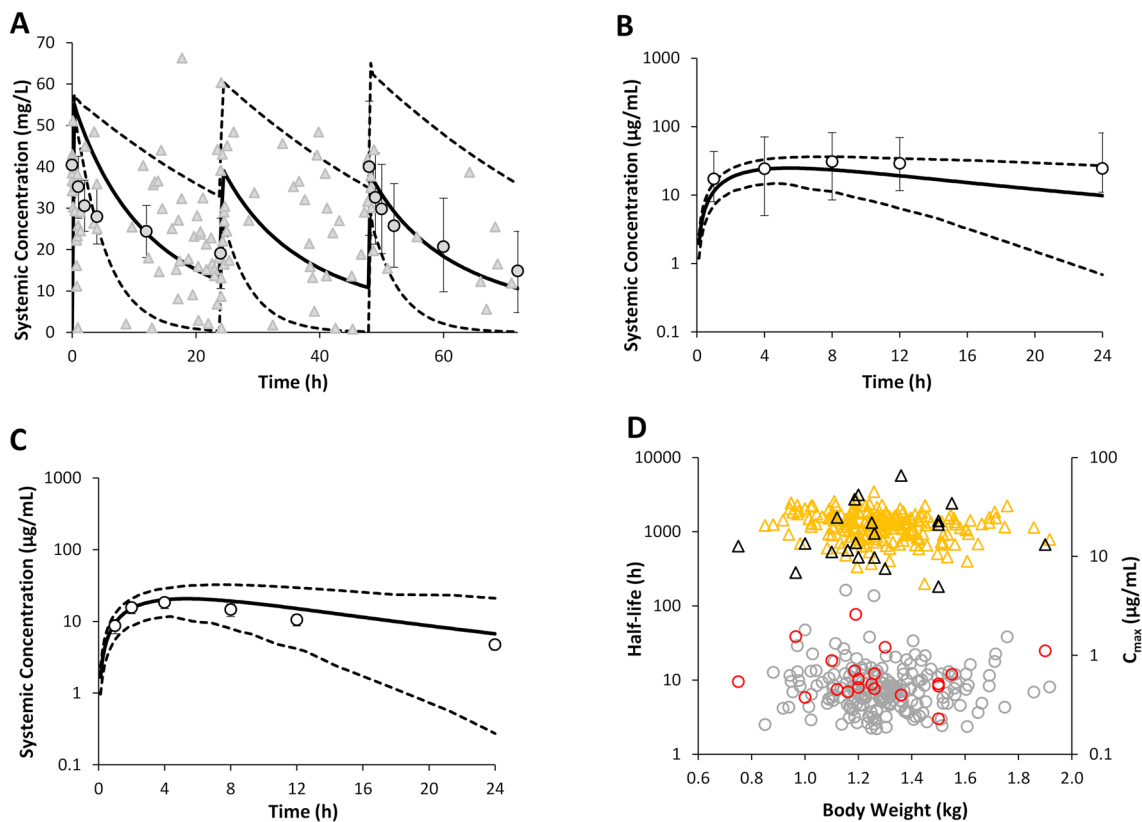 A
Systemic Concentration (mg/L)
70
60
50
40
30
20
10
0
0 20 40 60
Time (h)
B
Systemic Concentration (µg/mL)
1000
100
10
1
0.1
0 4 8 12 16 20 24
Time (h)
C
Systemic Concentration (µg/mL)
1000
100
10
1
0.1
0 4 8 12 16 20 24
Time (h)
D
Half-life (h)
10000
1000
100
10
1
0.6 0.8 1.0 1.2 1.4 1.6 1.8 2.0
Body Weight (kg)
100
10
1
0.1
Cmax (µg/mL)